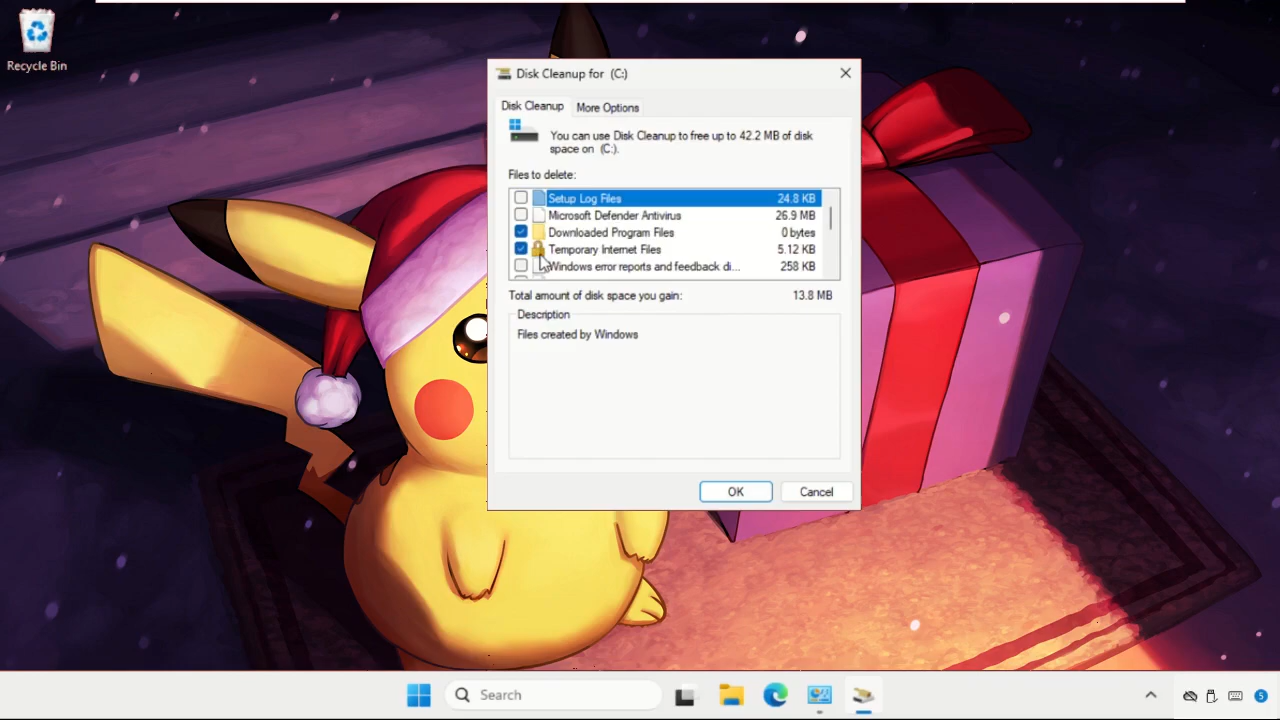 Recycle Bin
Disk Cleanup for (C:)
Disk Cleanup
More Options
You can use Disk Cleanup to free up to 42.2 MB of disk
space on (C:).
Files to delete:
Setup Log Files 24.8 KB
Microsoft Defender Antivirus 26.9 MB
Downloaded Program Files 0 bytes
Temporary Internet Files 5.12 KB
Windows error reports and feedback di... 258 KB
Total amount of disk space you gain: 13.8 MB
Description
Files created by Windows
OK
Cancel
Search
5